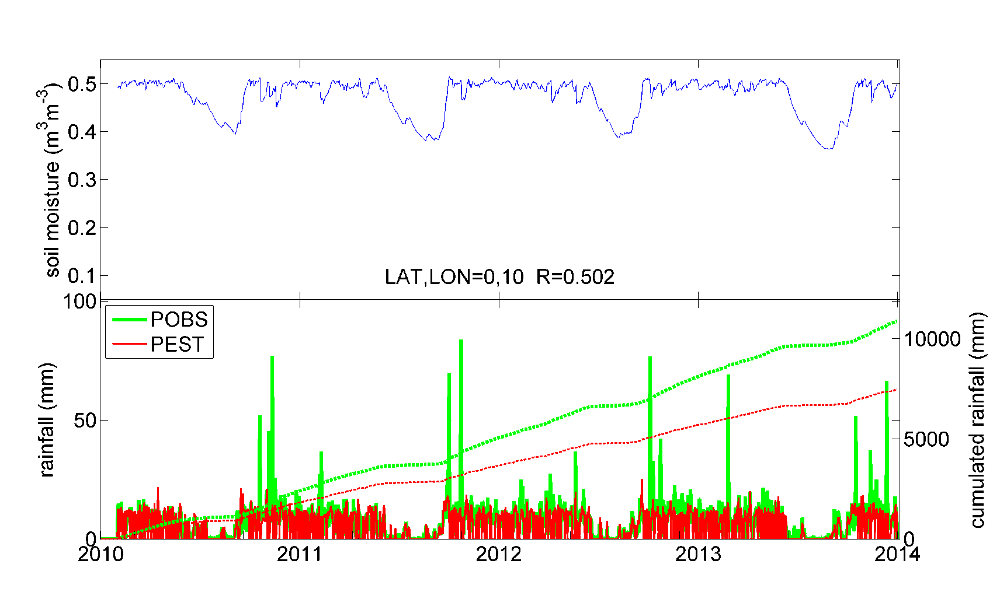 soil moisture (m³m⁻³)
0.5
0.4
0.3
0.2
0.1
LAT,LON=0,10 R=0.502
rainfall (mm)
100
50
0
POBS
PEST
cumulated rainfall (mm)
10000
5000
0
2010 2011 2012 2013 2014